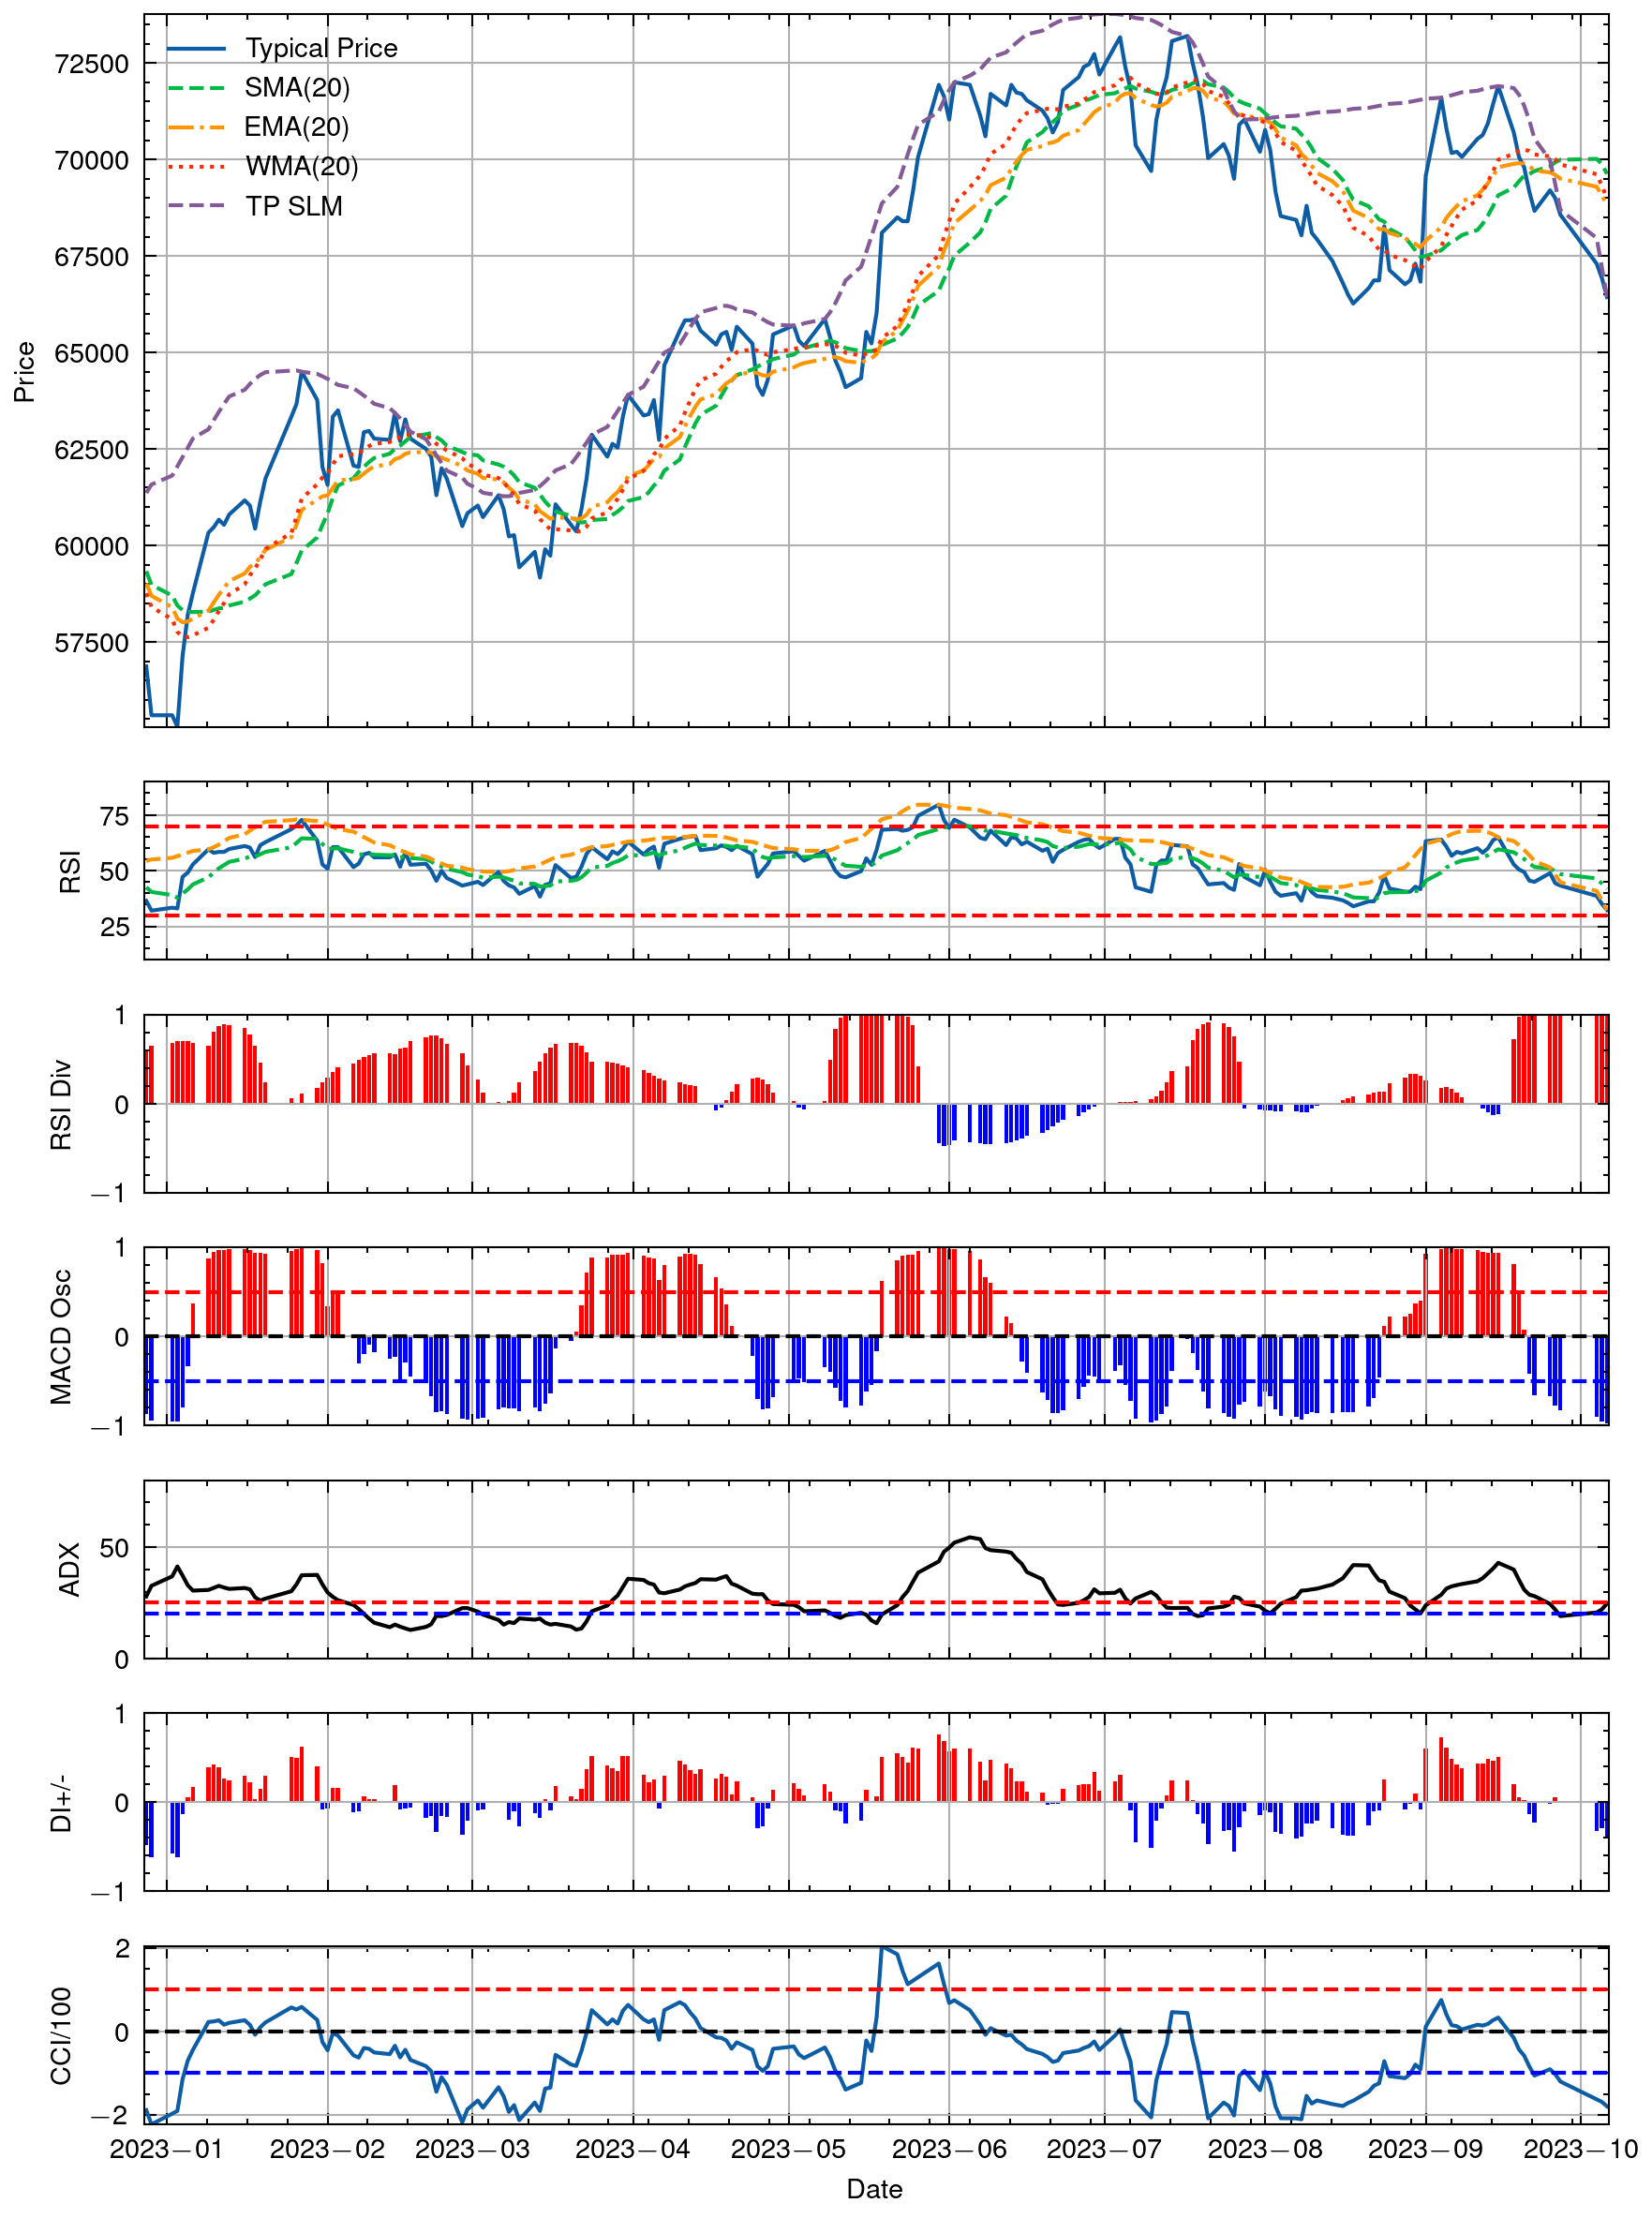 Price
72500
70000
67500
65000
62500
60000
57500
Typical Price
SMA(20)
EMA(20)
WMA(20)
TP SLM
RSI
75
50
25
RSI Div
1
0
−1
MACD Osc
1
0
−1
ADX
50
0
DI+/-
1
0
−1
CCI/100
2
0
−2
2023−01 2023−02 2023−03 2023−04 2023−05 2023−06 2023−07 2023−08 2023−09 2023−10
Date